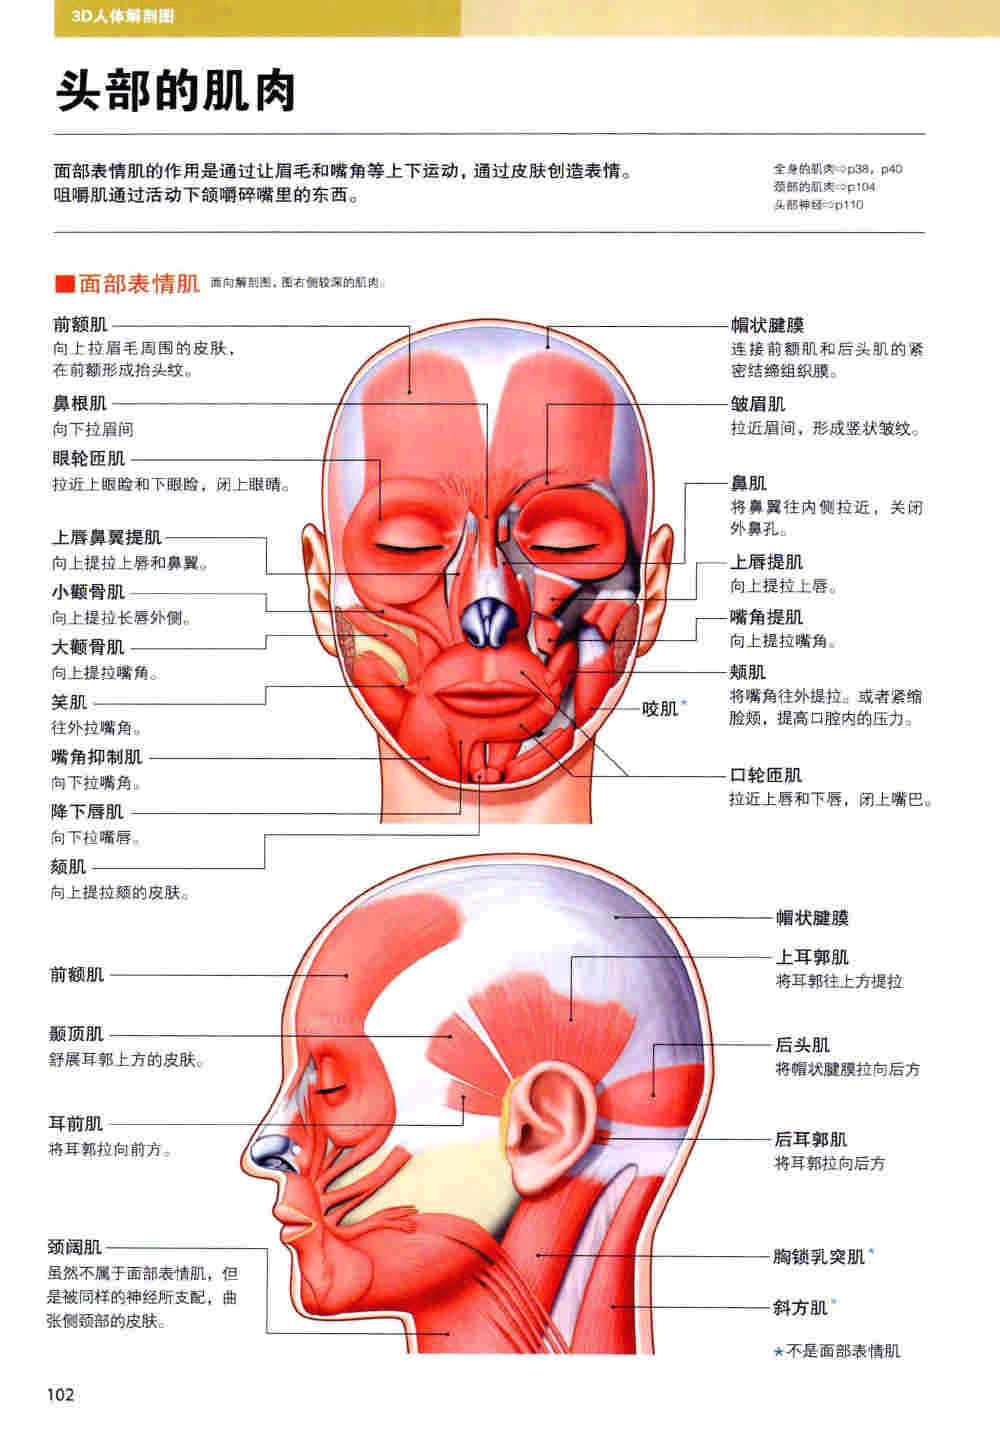 3D人体解剖图
头部的肌肉
面部表情肌的作用是通过让眉毛和嘴角等上下运动，通过皮肤创造表情。
咀嚼肌通过活动下颌嚼碎嘴里的东西。
全身的肌肉⇨p38，p40
颈部的肌肉⇨p104
头部神经⇨p110
■面部表情肌 面向解剖图，图右侧较深的肌肉。
前额肌
向上拉眉毛周围的皮肤，
在前额形成抬头纹。
鼻根肌
向下拉眉间
眼轮匝肌
拉近上眼睑和下眼睑，闭上眼睛。
上唇鼻翼提肌
向上提拉上唇和鼻翼。
小颧骨肌
向上提拉长唇外侧。
大颧骨肌
向上提拉嘴角。
笑肌
往外拉嘴角。
嘴角抑制肌
向下拉嘴角。
降下唇肌
向下拉嘴唇。
颏肌
向上提拉颏的皮肤。
帽状腱膜
连接前额肌和后头肌的紧
密结缔组织膜。
皱眉肌
拉近眉间，形成竖状皱纹。
鼻肌
将鼻翼往内侧拉近，关闭
外鼻孔。
上唇提肌
向上提拉上唇。
嘴角提肌
向上提拉嘴角。
颊肌
将嘴角往外提拉。或者紧缩
脸颊，提高口腔内的压力。
咬肌*
口轮匝肌
拉近上唇和下唇，闭上嘴巴。
前额肌
颞顶肌
舒展耳郭上方的皮肤。
耳前肌
将耳郭拉向前方。
颈阔肌
虽然不属于面部表情肌，但
是被同样的神经所支配，曲
张侧颈部的皮肤。
帽状腱膜
上耳郭肌
将耳郭往上方提拉
后头肌
将帽状腱膜拉向后方
后耳郭肌
将耳郭拉向后方
胸锁乳突肌*
斜方肌*
*不是面部表情肌
102